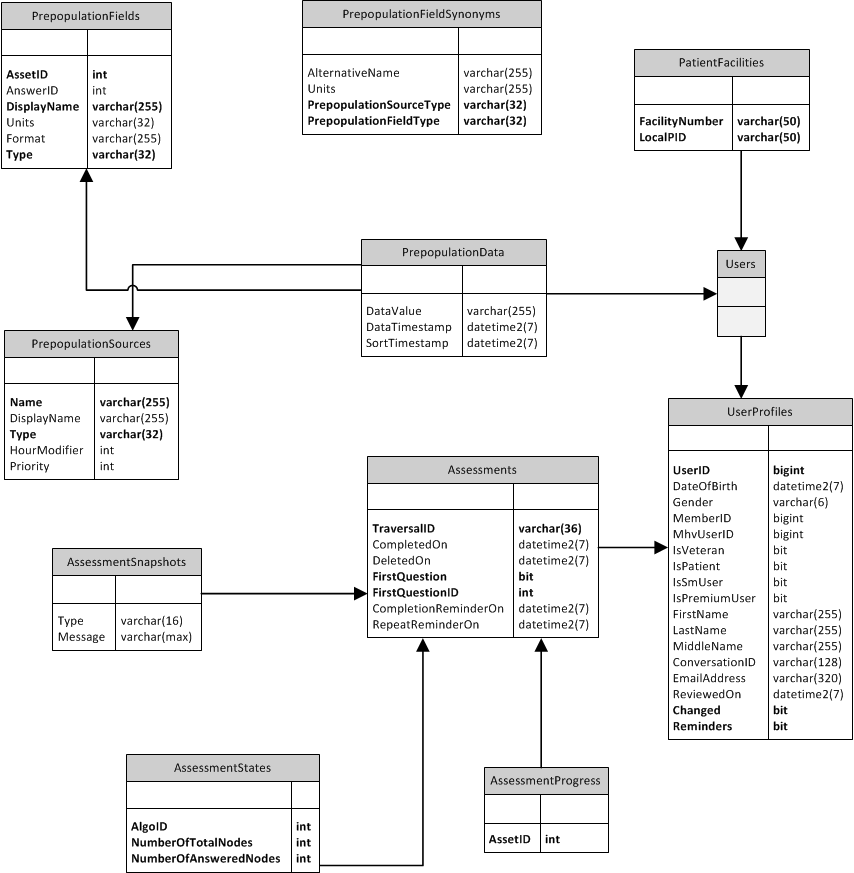 PrepopulationFields
AssetID int
AnswerID int
DisplayName varchar(255)
Units varchar(32)
Format varchar(255)
Type varchar(32)
PrepopulationFieldSynonyms
AlternativeName varchar(255)
Units varchar(255)
PrepopulationSourceType varchar(32)
PrepopulationFieldType varchar(32)
PatientFacilities
FacilityNumber varchar(50)
LocalPID varchar(50)
PrepopulationData
DataValue varchar(255)
DataTimestamp datetime2(7)
SortTimestamp datetime2(7)
Users
PrepopulationSources
Name varchar(255)
DisplayName varchar(255)
Type varchar(32)
HourModifier int
Priority int
UserProfiles
UserID bigint
DateOfBirth datetime2(7)
Gender varchar(6)
MemberID bigint
MhvUserID bigint
IsVeteran bit
IsPatient bit
IsSmUser bit
IsPremiumUser bit
FirstName varchar(255)
LastName varchar(255)
MiddleName varchar(255)
ConversationID varchar(128)
EmailAddress varchar(320)
ReviewedOn datetime2(7)
Changed bit
Reminders bit
Assessments
TraversalID varchar(36)
CompletedOn datetime2(7)
DeletedOn datetime2(7)
FirstQuestion bit
FirstQuestionID int
CompletionReminderOn datetime2(7)
RepeatReminderOn datetime2(7)
AssessmentSnapshots
Type varchar(16)
Message varchar(max)
AssessmentStates
AlgoID int
NumberOfTotalNodes int
NumberOfAnsweredNodes int
AssessmentProgress
AssetID int